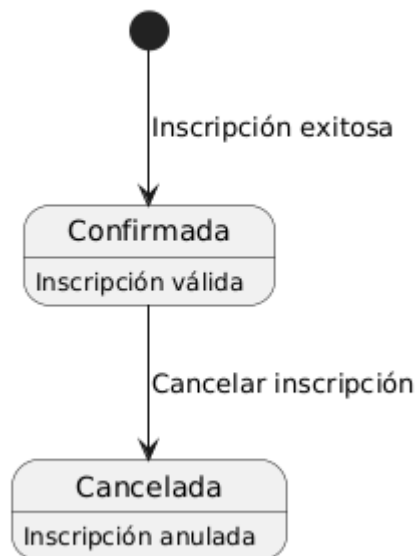 Inscripción exitosa
Confirmada
Inscripción válida
Cancelar inscripción
Cancelada
Inscripción anulada